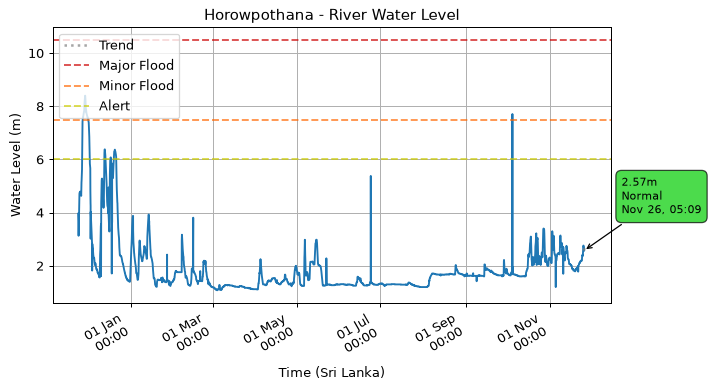 Horowpothana - River Water Level
Water Level (m)
10
8
6
4
2
Trend
Major Flood
Minor Flood
Alert
2.57m
Normal
Nov 26, 05:09
01 Jan
00:00
01 Mar
00:00
01 May
00:00
01 Jul
00:00
01 Sep
00:00
01 Nov
00:00
Time (Sri Lanka)